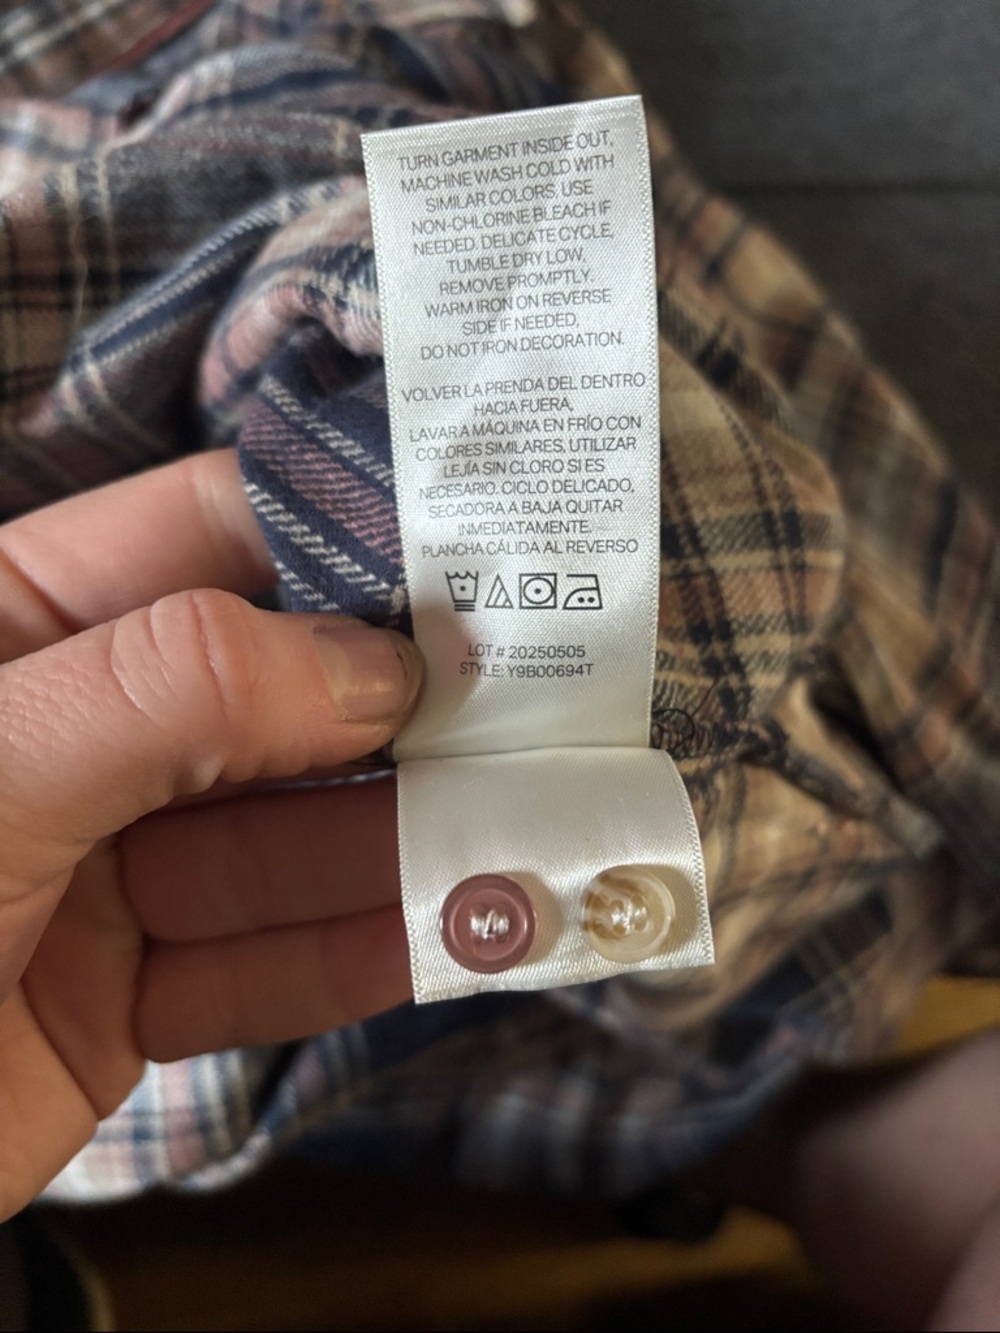 TURN GARMENT INSIDE OUT,
MACHINE WASH COLD WITH
SIMILAR COLORS. USE
NON-CHLORINE BLEACH IF
NEEDED. DELICATE CYCLE,
TUMBLE DRY LOW,
REMOVE PROMPTLY.
WARM IRON ON REVERSE
SIDE IF NEEDED,
DO NOT IRON DECORATION.
VOLVER LA PRENDA DEL DENTRO
HACIA FUERA,
LAVAR A MÁQUINA EN FRÍO CON
COLORES SIMILARES, UTILIZAR
LEJÍA SIN CLORO SI ES
NECESARIO. CICLO DELICADO,
SECADORA A BAJA QUITAR
INMEDIATAMENTE.
PLANCHA CÁLIDA AL REVERSO
LOT # 20250505
STYLE: Y9B00694T